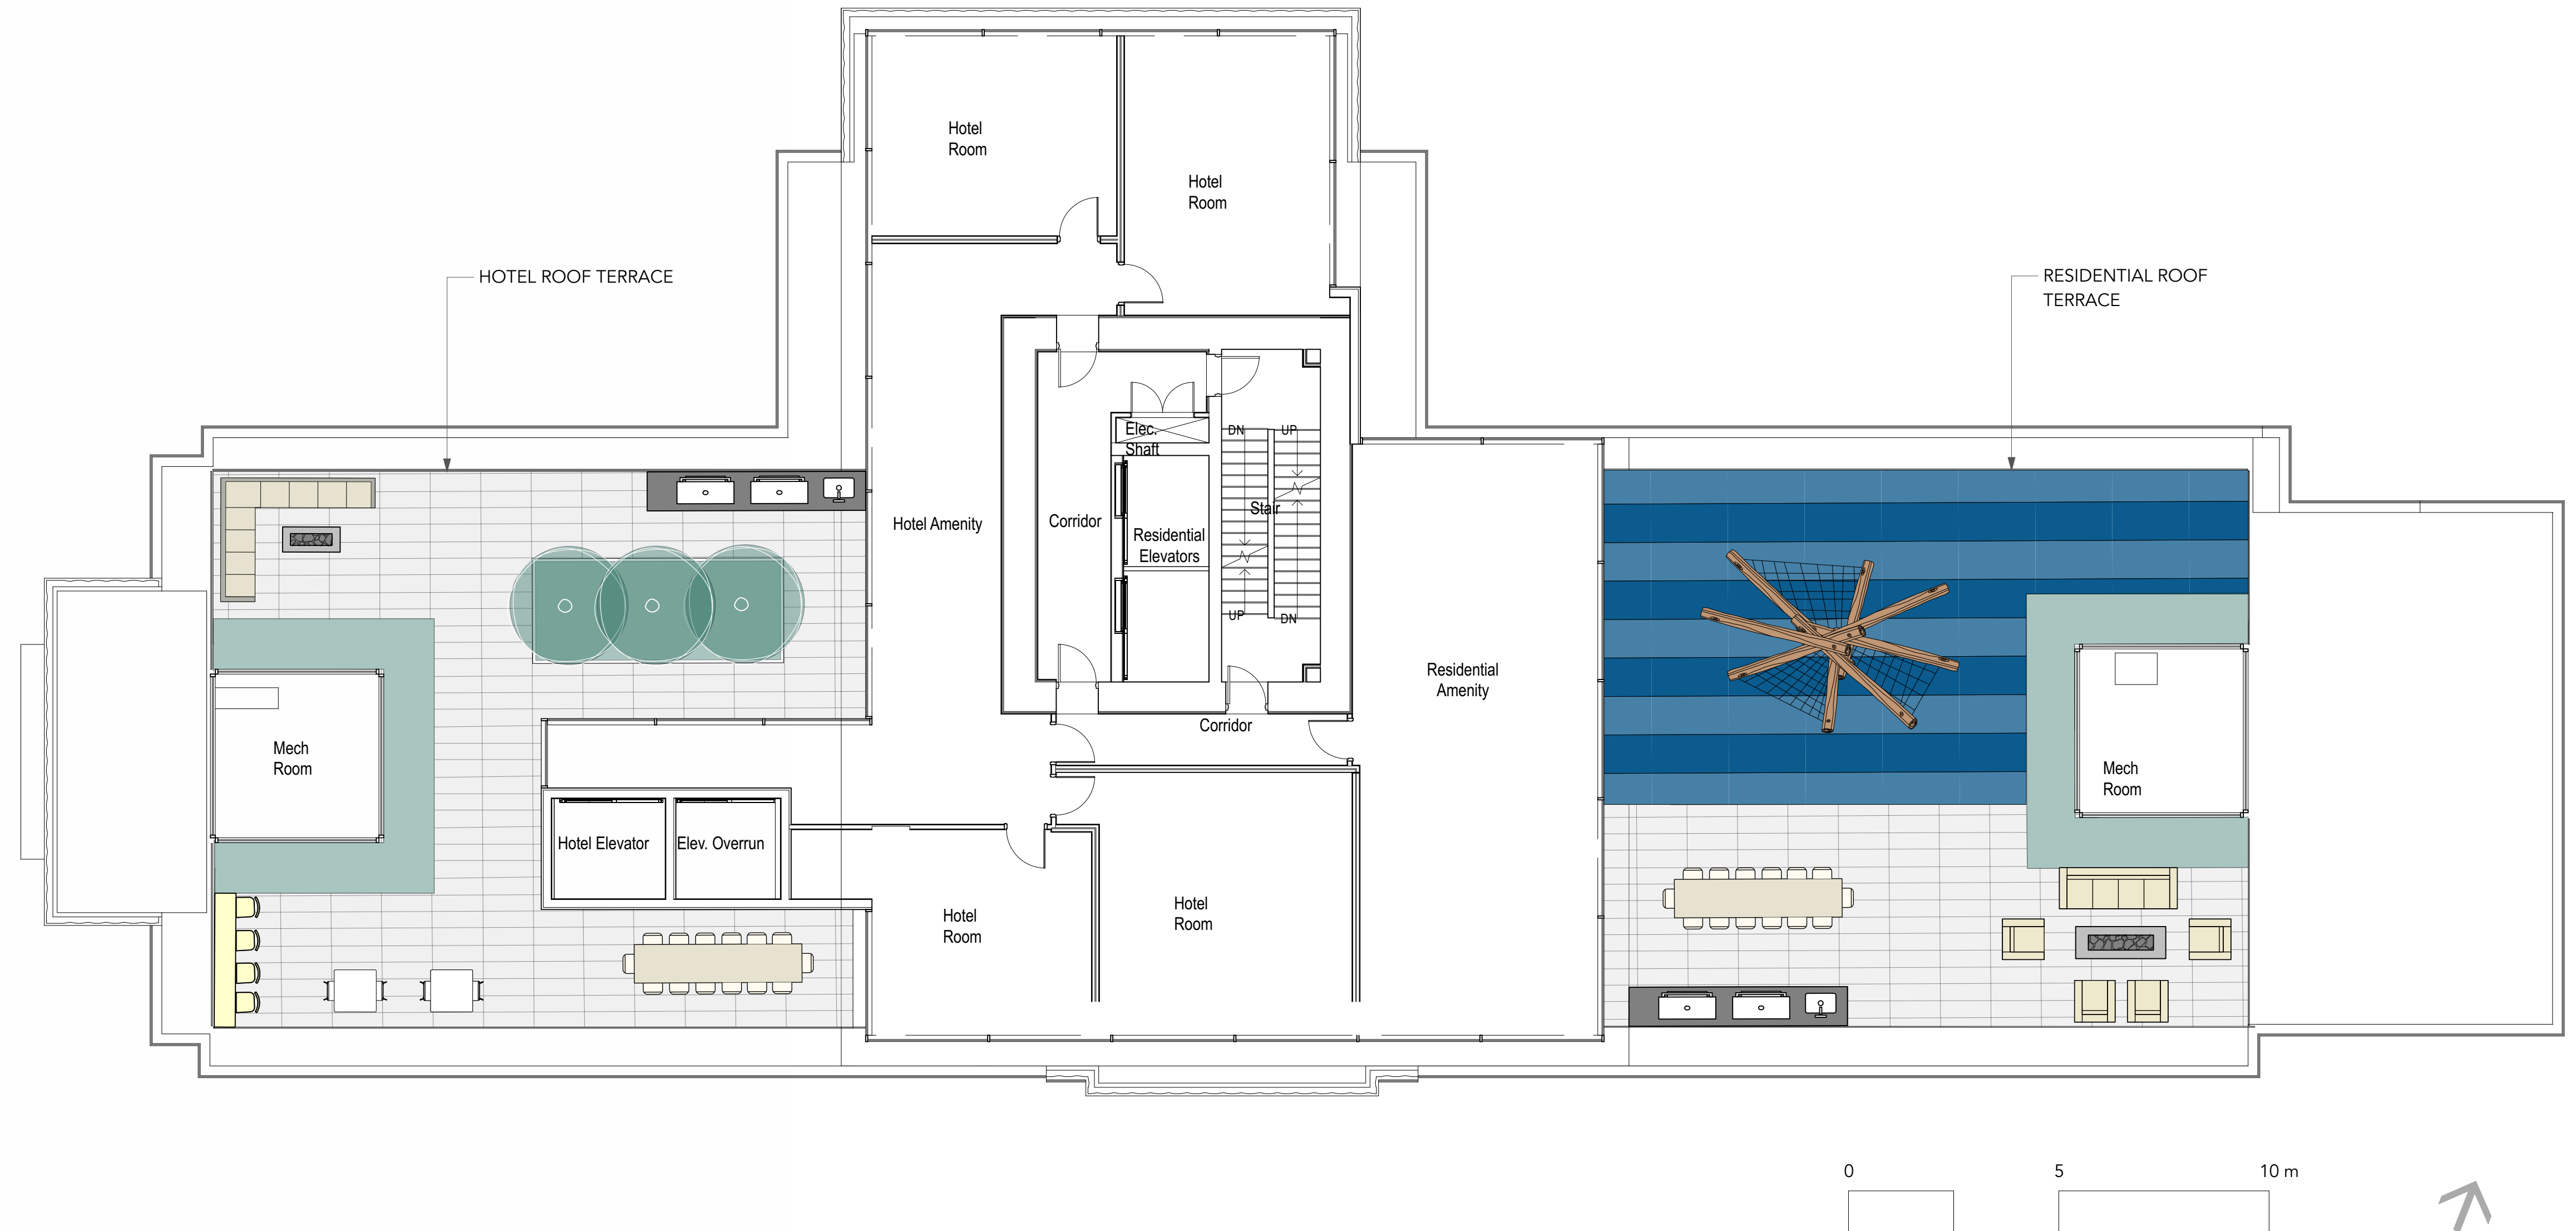 Hotel
Room
Hotel
Room
HOTEL ROOF TERRACE
RESIDENTIAL ROOF
TERRACE
Elec.
Shaft
DN
UP
Hotel Amenity
Corridor
Residential
Elevators
Stair
UP
DN
Residential
Amenity
Corridor
Mech
Room
Mech
Room
Hotel Elevator
Elev. Overrun
Hotel
Room
Hotel
Room
0
5
10 m